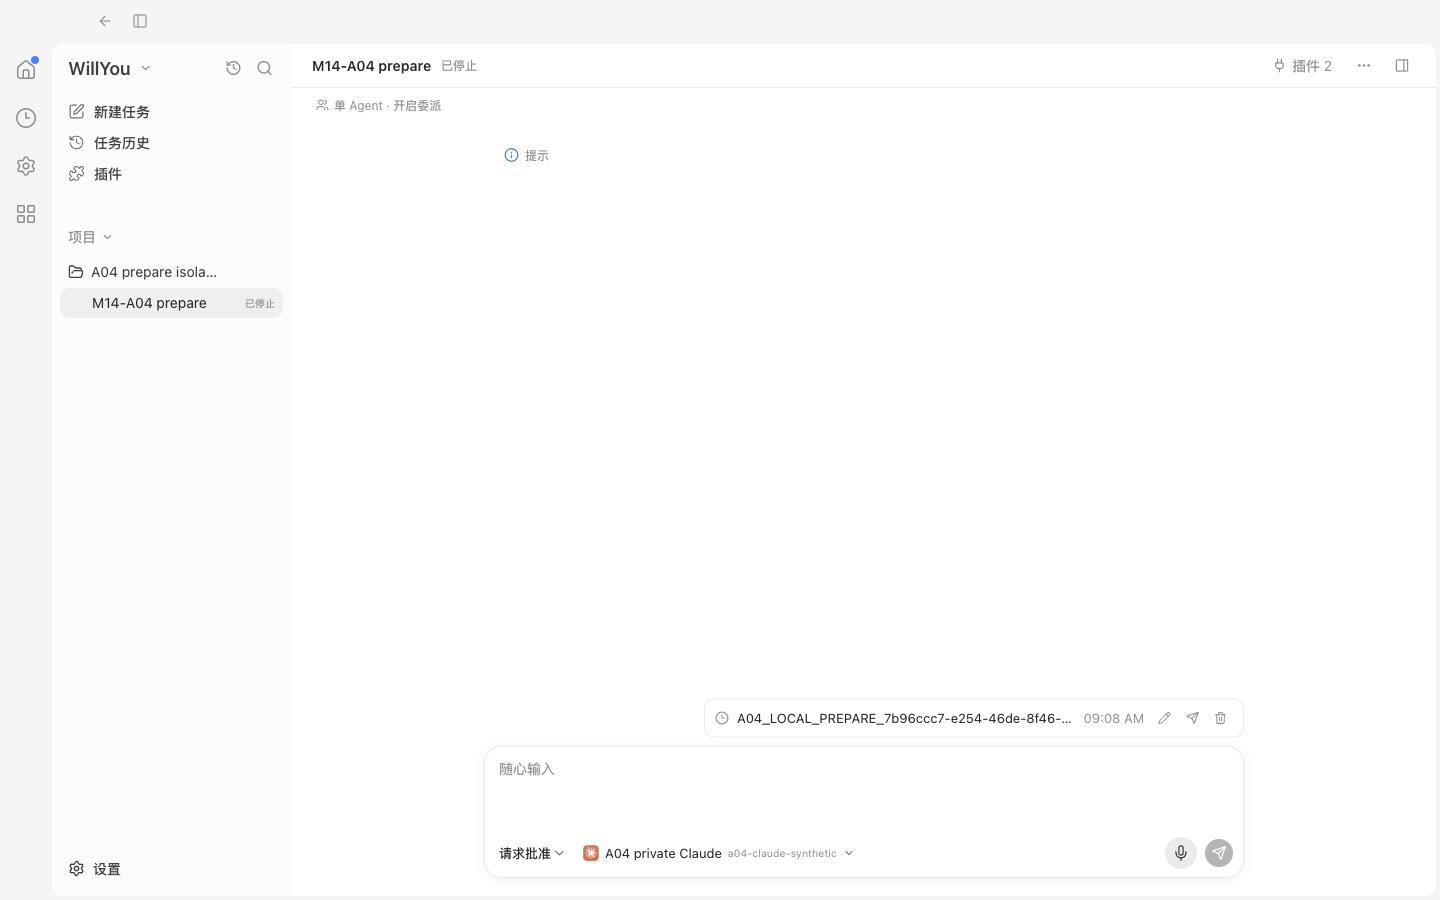 WillYou
新建任务
任务历史
插件
项目
A04 prepare isola...
M14-A04 prepare 已停止
设置
M14-A04 prepare 已停止
插件 2
单 Agent · 开启委派
提示
A04_LOCAL_PREPARE_7b96ccc7-e254-46de-8f46-... 09:08 AM
随心输入
请求批准 A04 private Claude a04-claude-synthetic